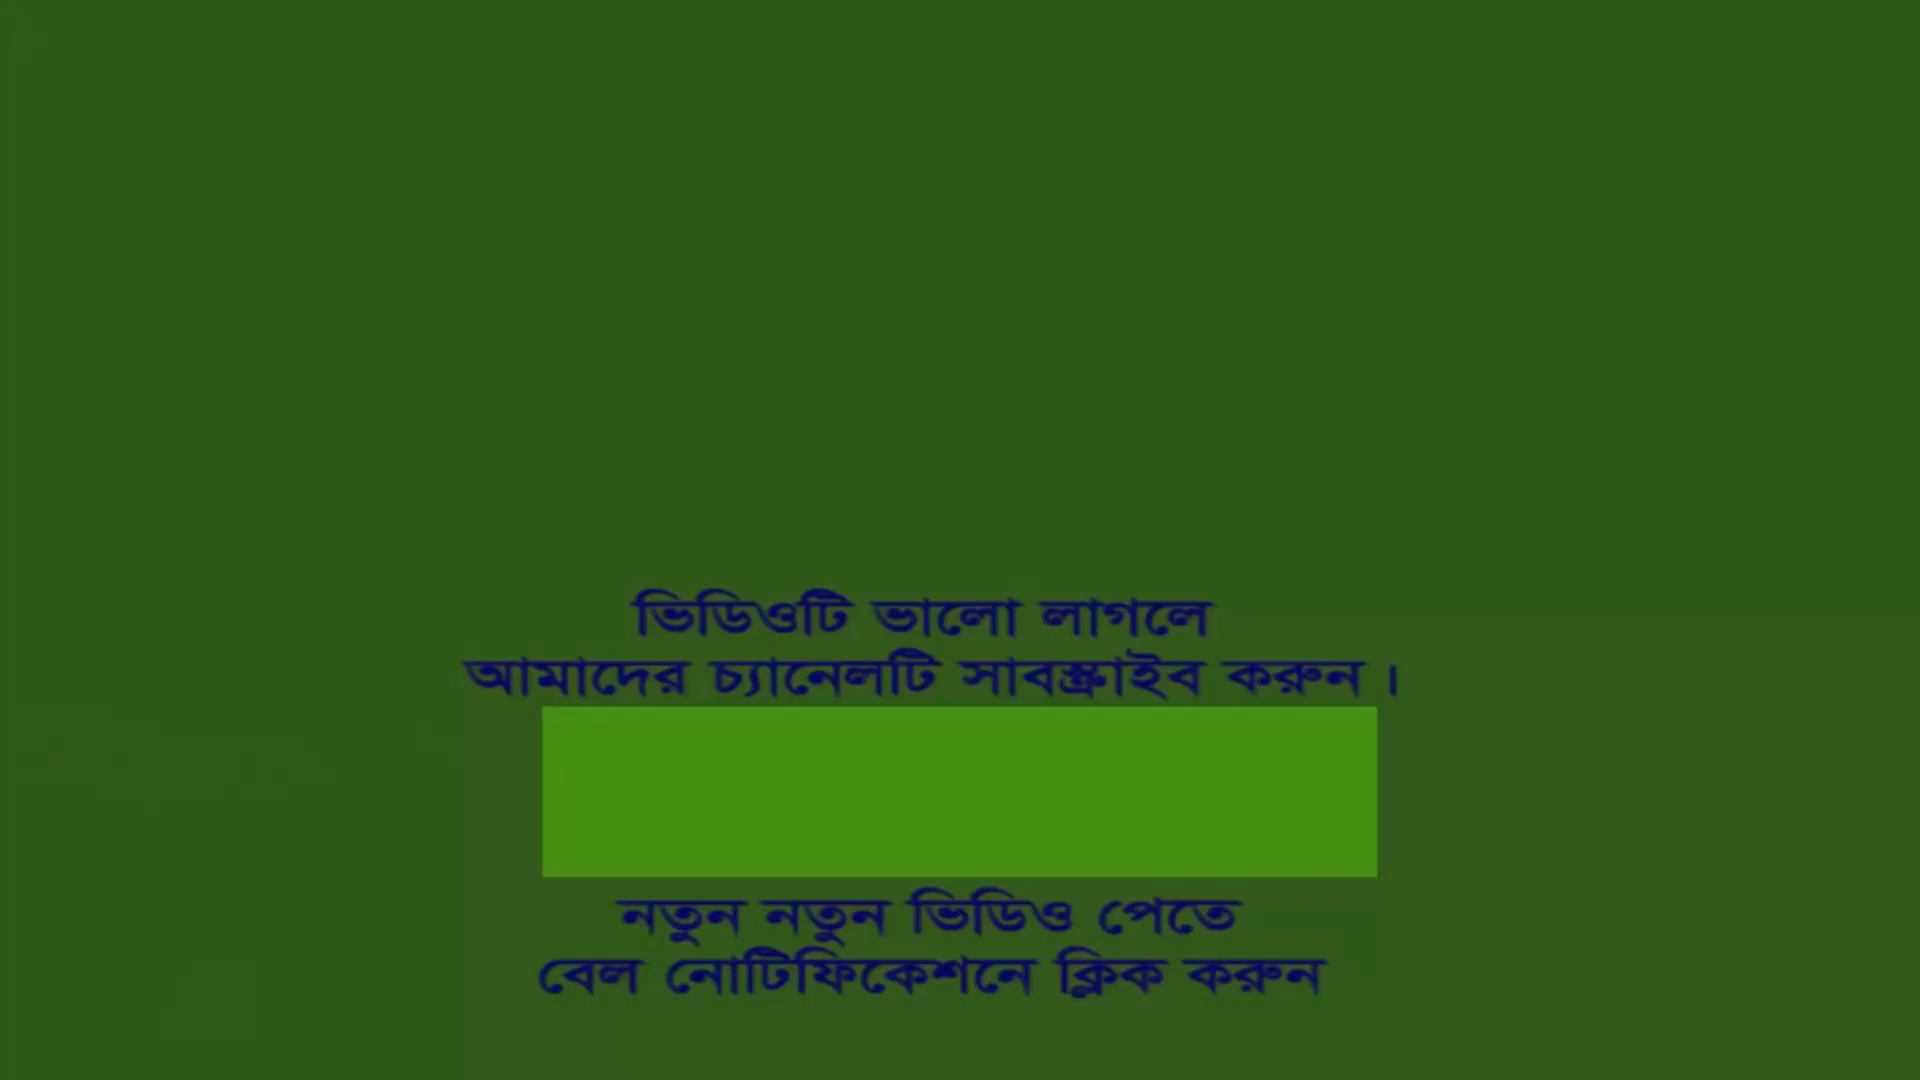 ভিডিওটি ভালো লাগলে
আমাদের চ্যানেলটি সাবস্ক্রাইব করুন ।
নতুন নতুন ভিডিও পেতে
বেল নোটিফিকেশনে ক্লিক করুন